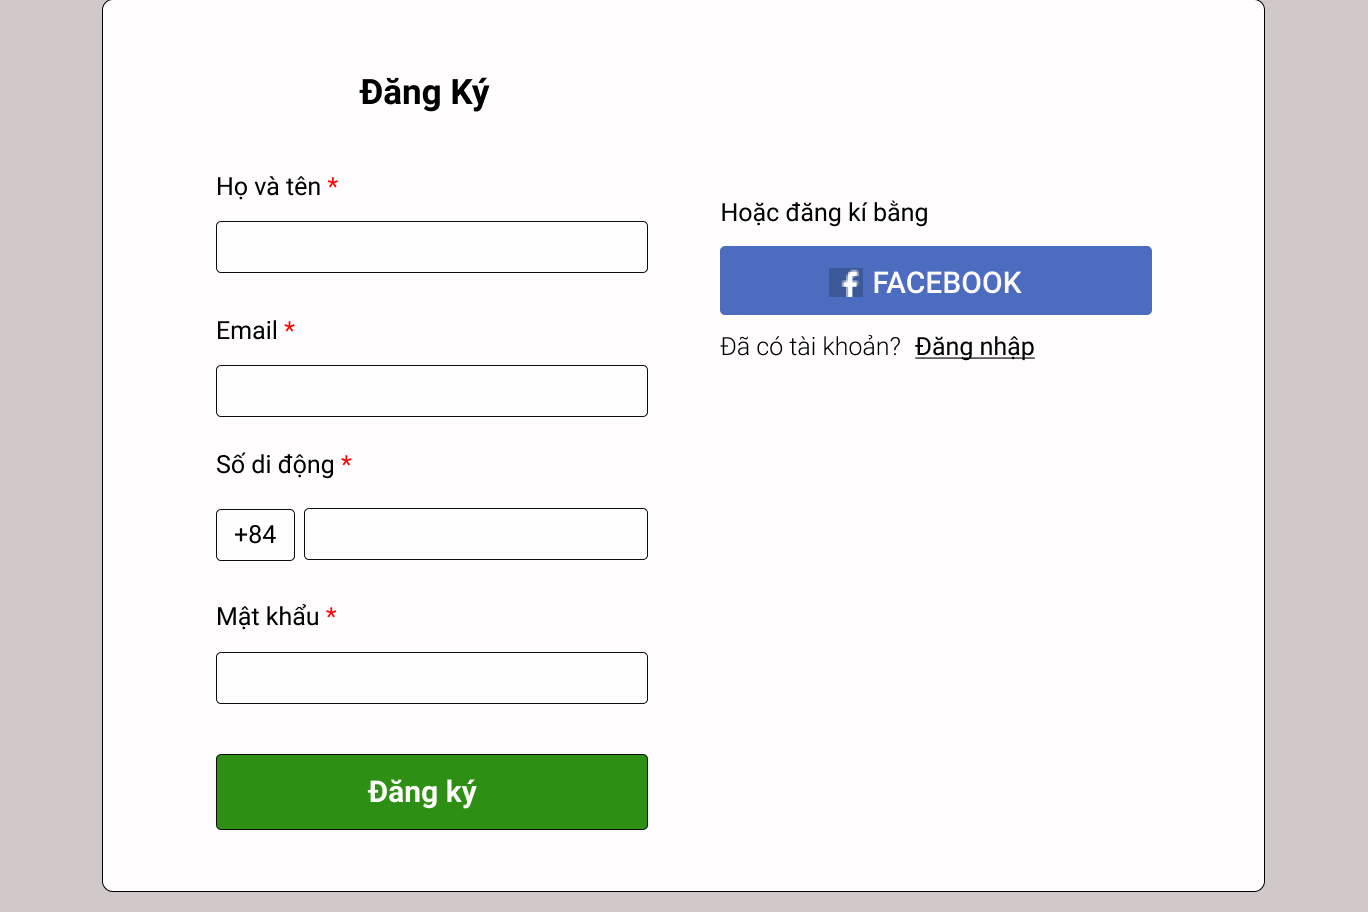 Đăng Ký
Họ và tên *
Email *
Số di động *
+84
Mật khẩu *
Đăng ký
Hoặc đăng kí bằng
f FACEBOOK
Đã có tài khoản? Đăng nhập